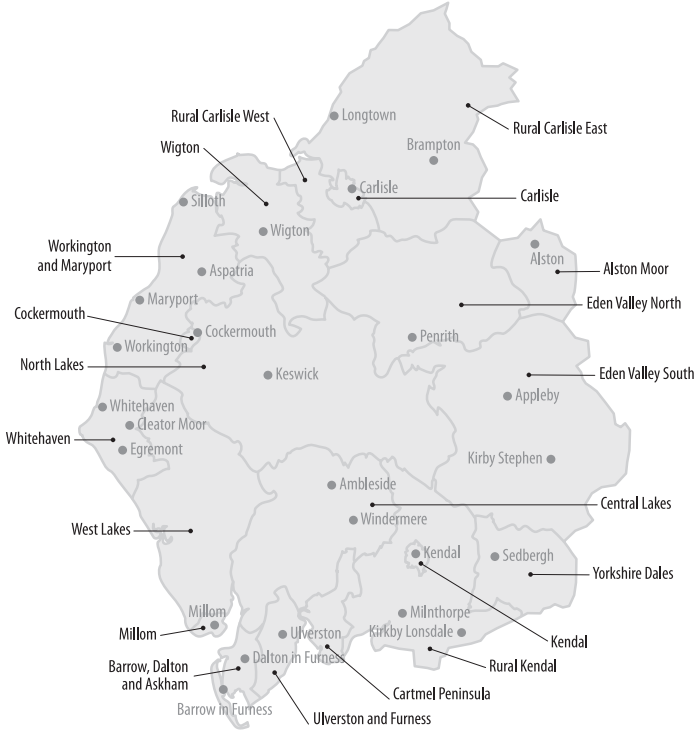 Longtown
Rural Carlisle West
Rural Carlisle East
Wigton
Brampton
Carlisle
Carlisle
Silloth
Wigton
Workington
and Maryport
Alston
Aspatria
Alston Moor
Maryport
Eden Valley North
Cockermouth
Cockermouth
Penrith
Workington
North Lakes
Keswick
Eden Valley South
Appleby
Whitehaven
Cleator Moor
Whitehaven
Egremont
Kirby Stephen
Ambleside
Central Lakes
Windermere
West Lakes
Kendal
Sedbergh
Yorkshire Dales
Millom
Milnthorpe
Millom
Ulverston
Kirkby Lonsdale
Kendal
Dalton in Furness
Rural Kendal
Barrow, Dalton
and Askham
Cartmel Peninsula
Barrow in Furness
Ulverston and Furness